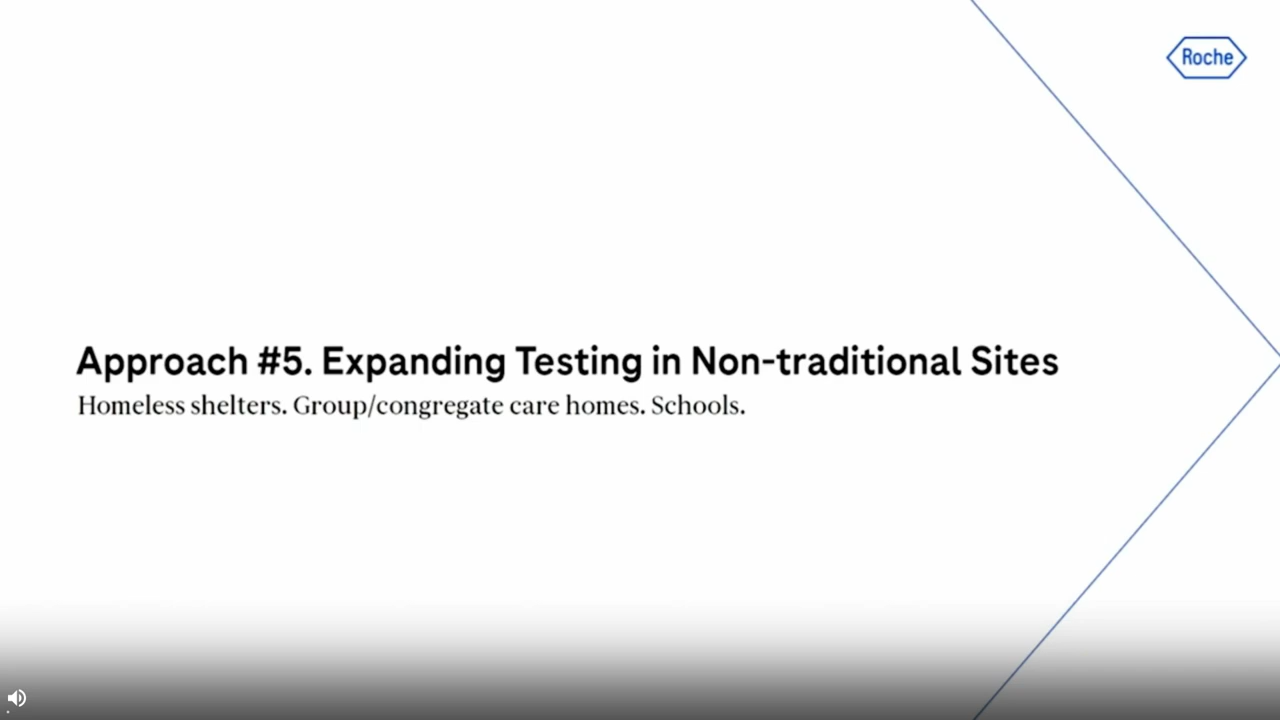 Roche
Approach #5. Expanding Testing in Non-traditional Sites
Homeless shelters. Group/congregate care homes. Schools.